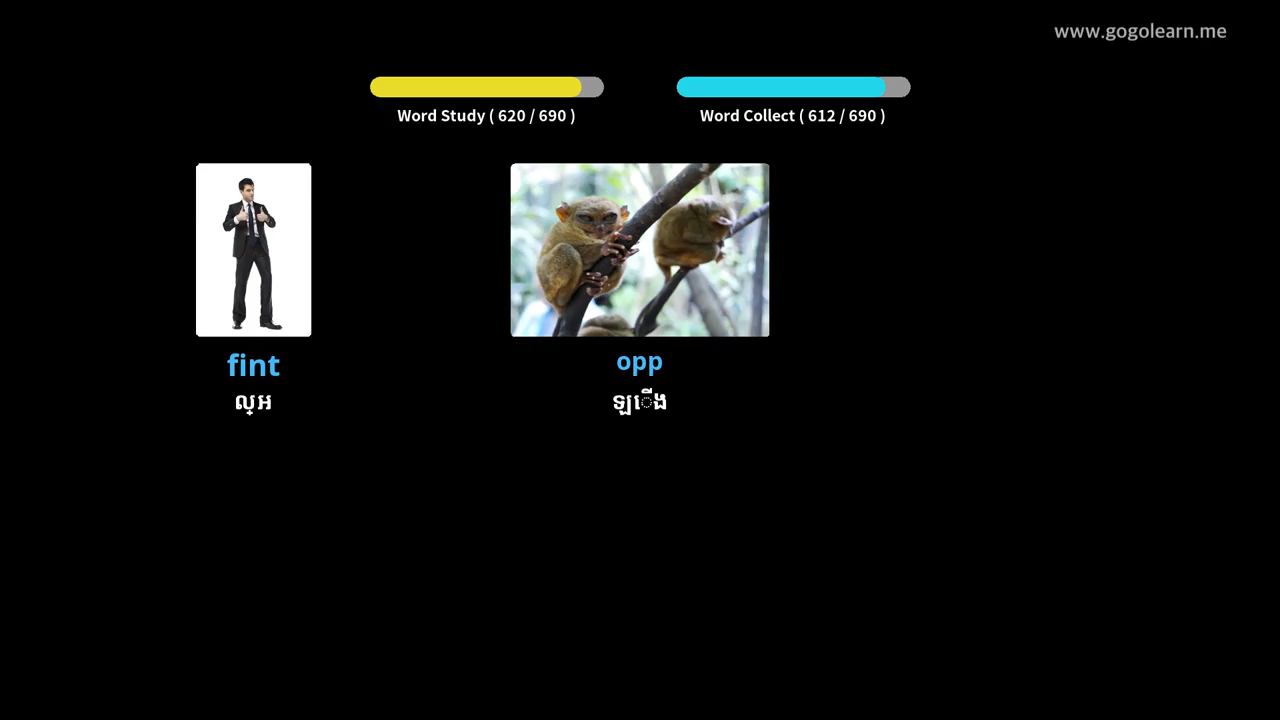 www.gogolearn.me
Word Study ( 620 / 690 )
Word Collect ( 612 / 690 )
fint
opp
ល្អ
ឡើង